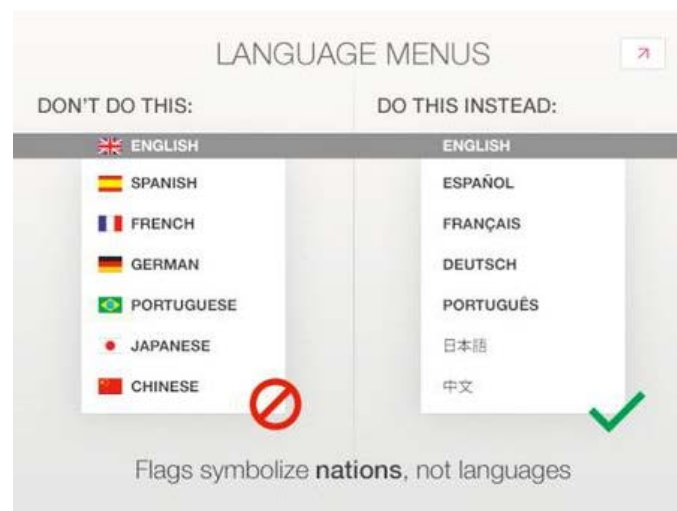 LANGUAGE MENUS
DON'T DO THIS:
ENGLISH
SPANISH
FRENCH
GERMAN
PORTUGUESE
JAPANESE
CHINESE
DO THIS INSTEAD:
ENGLISH
ESPAÑOL
FRANÇAIS
DEUTSCH
PORTUGUÊS
日本語
中文
Flags symbolize nations, not languages